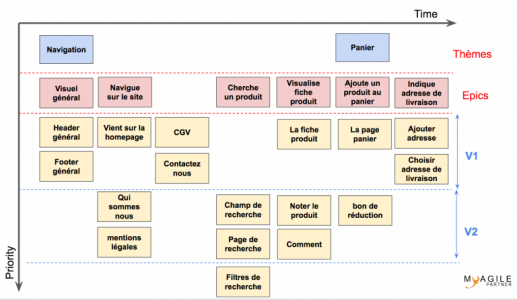 Time
Navigation
Panier
Thèmes
Visuel
général
Navigue
sur le site
Cherche
un produit
Visualise
fiche
produit
Ajoute un
produit au
panier
Indique
adresse de
livraison
Epics
Header
général
Vient sur la
homepage
CGV
La fiche
produit
La page
panier
Ajouter
adresse
V1
Footer
général
Contactez
nous
Choisir
adresse de
livraison
Qui
sommes
nous
Champ de
recherche
Noter le
produit
bon de
réduction
V2
mentions
légales
Page de
recherche
Comment
Filtres de
recherche
Priority
MYAGILE
PARTNER